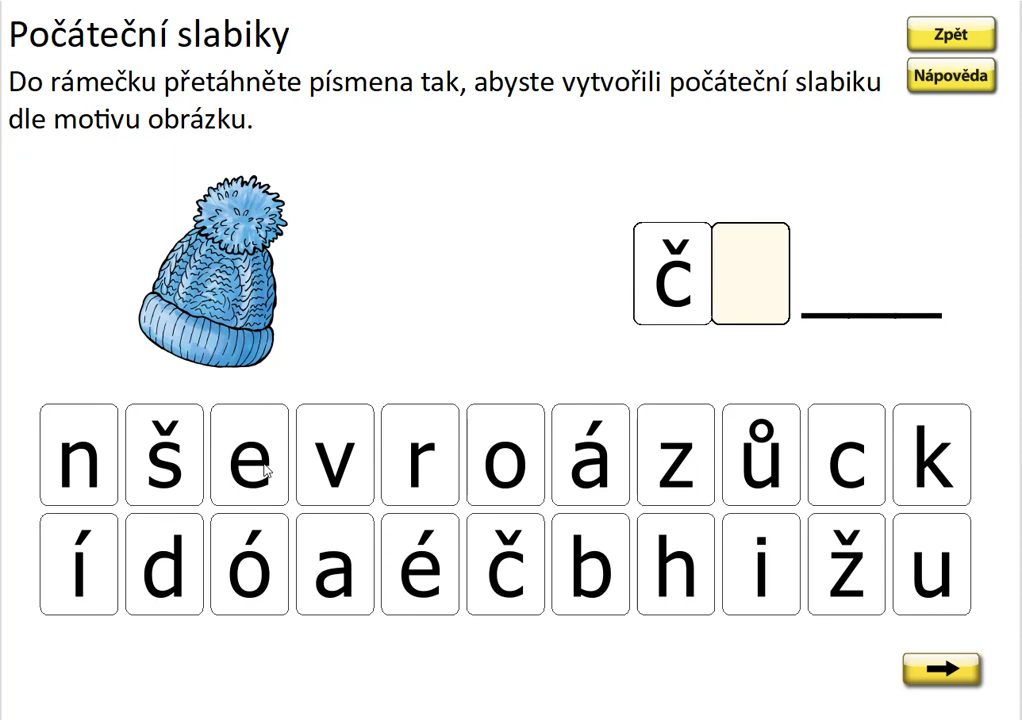 Počáteční slabiky
Zpět
Do rámečku přetáhněte písmena tak, abyste vytvořili počáteční slabiku
Nápověda
dle motivu obrázku.
č
n š e v r o á z ů c k
í d ó a é č b h i ž u